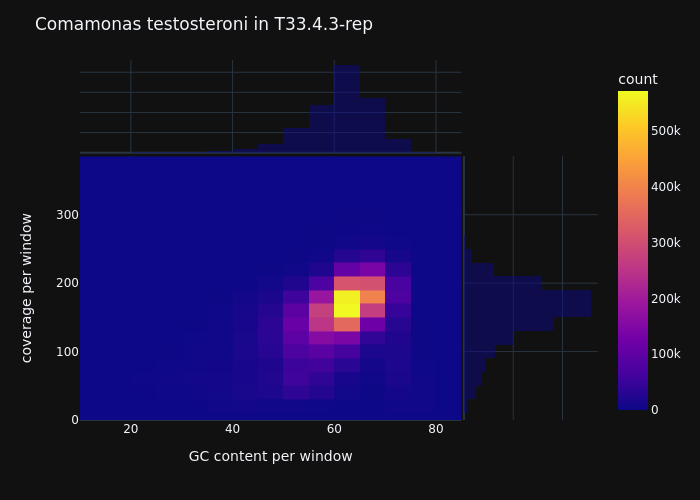 Comamonas testosteroni in T33.4.3-rep
count
500k
400k
300k
200k
100k
0
coverage per window
300
200
100
0
20 40 60 80
GC content per window